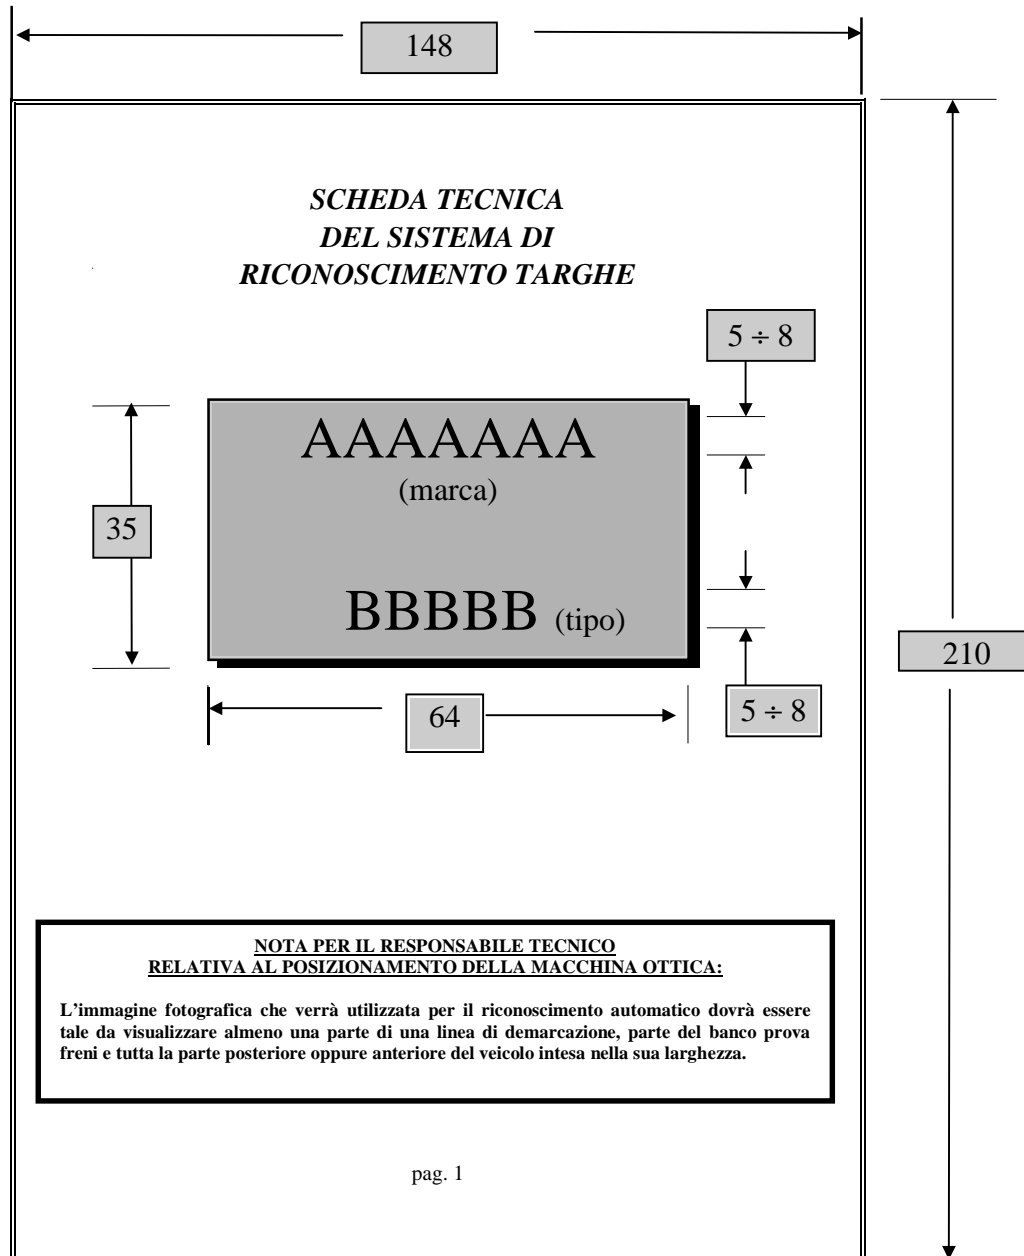 148
SCHEDA TECNICA
DEL SISTEMA DI
RICONOSCIMENTO TARGHE
5 ÷ 8
AAAAAAA
(marca)
35
BBBBB (tipo)
210
64
5 ÷ 8
NOTA PER IL RESPONSABILE TECNICO
RELATIVA AL POSIZIONAMENTO DELLA MACCHINA OTTICA:
L’immagine fotografica che verrà utilizzata per il riconoscimento automatico dovrà essere
tale da visualizzare almeno una parte di una linea di demarcazione, parte del banco prova
freni e tutta la parte posteriore oppure anteriore del veicolo intesa nella sua larghezza.
pag. 1